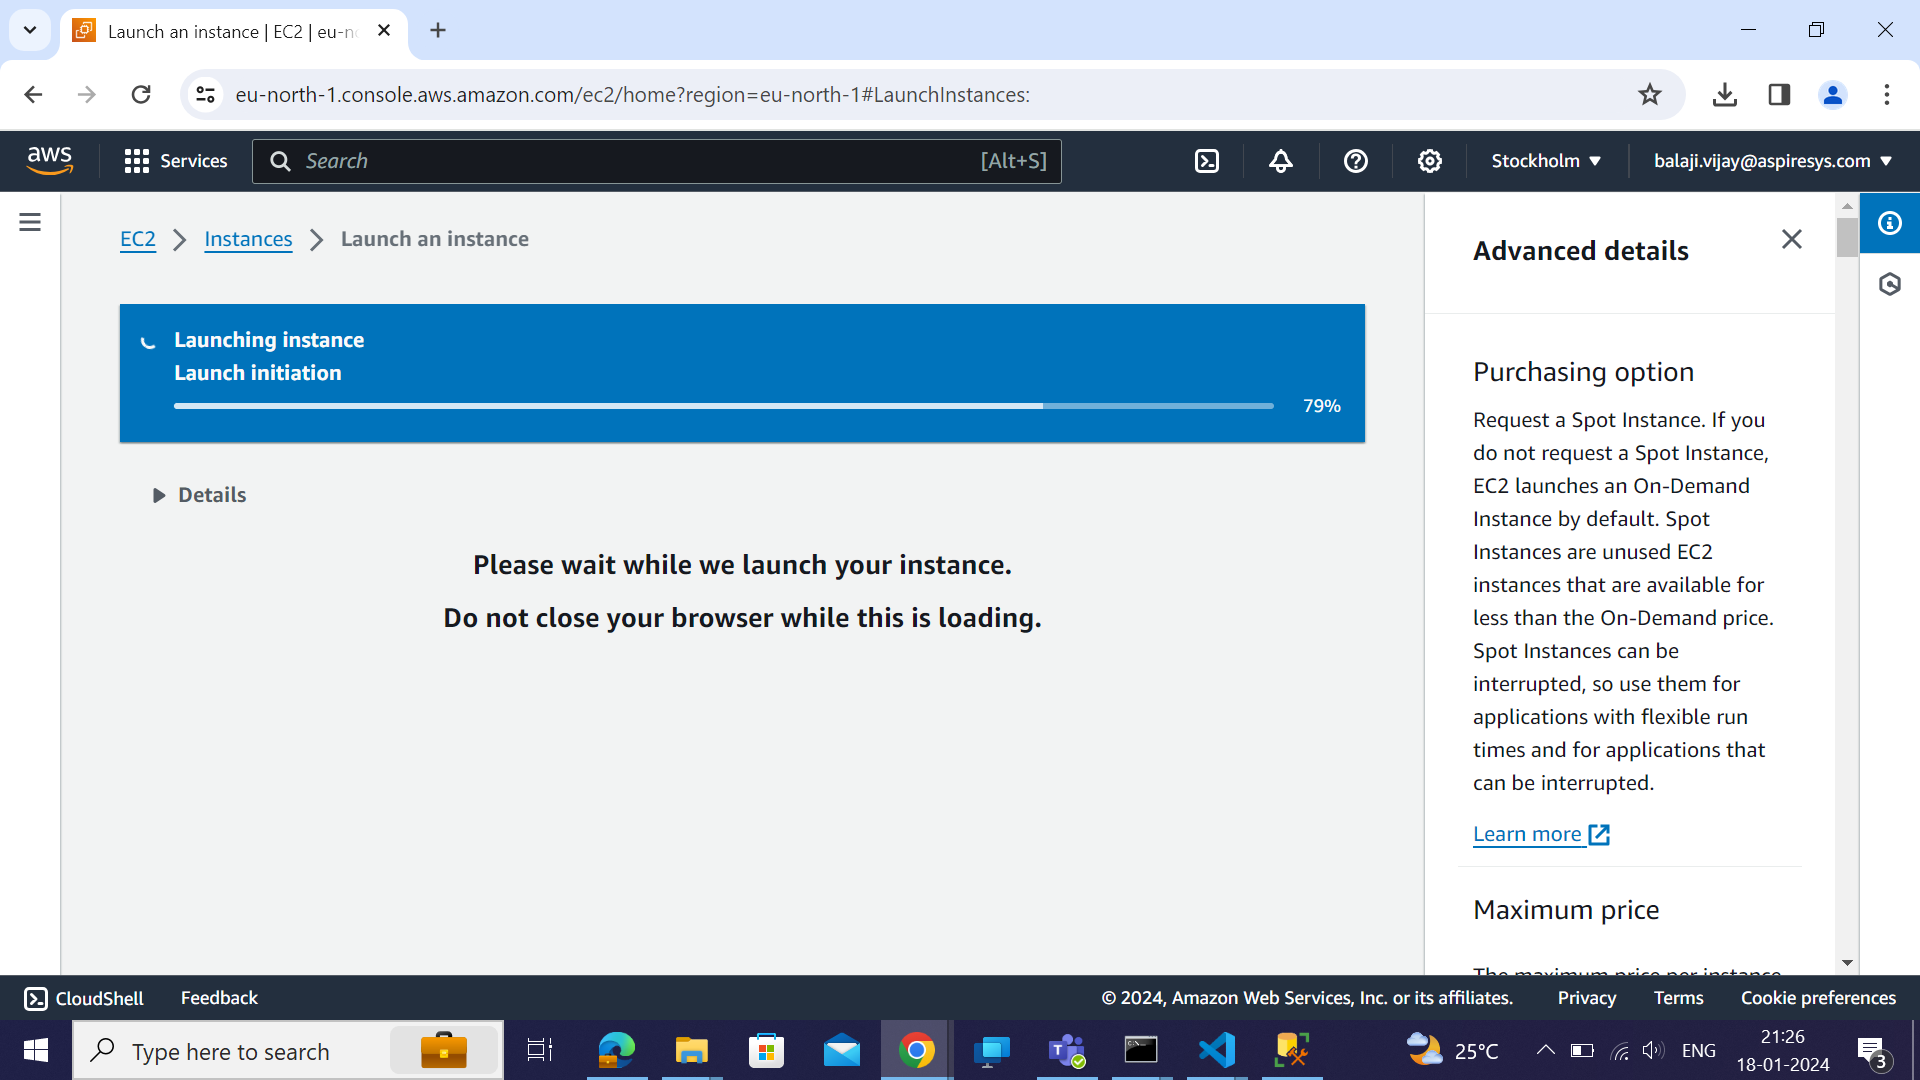 Launch an instance | EC2 | eu-no
eu-north-1.console.aws.amazon.com/ec2/home?region=eu-north-1#LaunchInstances:
aws
Services
Search
[Alt+S]
Stockholm
balaji.vijay@aspiresys.com
EC2
Instances
Launch an instance
Launching instance
Launch initiation
79%
Details
Please wait while we launch your instance.
Do not close your browser while this is loading.
Advanced details
Purchasing option
Request a Spot Instance. If you
do not request a Spot Instance,
EC2 launches an On-Demand
Instance by default. Spot
Instances are unused EC2
instances that are available for
less than the On-Demand price.
Spot Instances can be
interrupted, so use them for
applications with flexible run
times and for applications that
can be interrupted.
Learn more
Maximum price
The maximum price per instance
CloudShell
Feedback
© 2024, Amazon Web Services, Inc. or its affiliates.
Privacy
Terms
Cookie preferences
Type here to search
25°C
ENG
21:26
18-01-2024
3